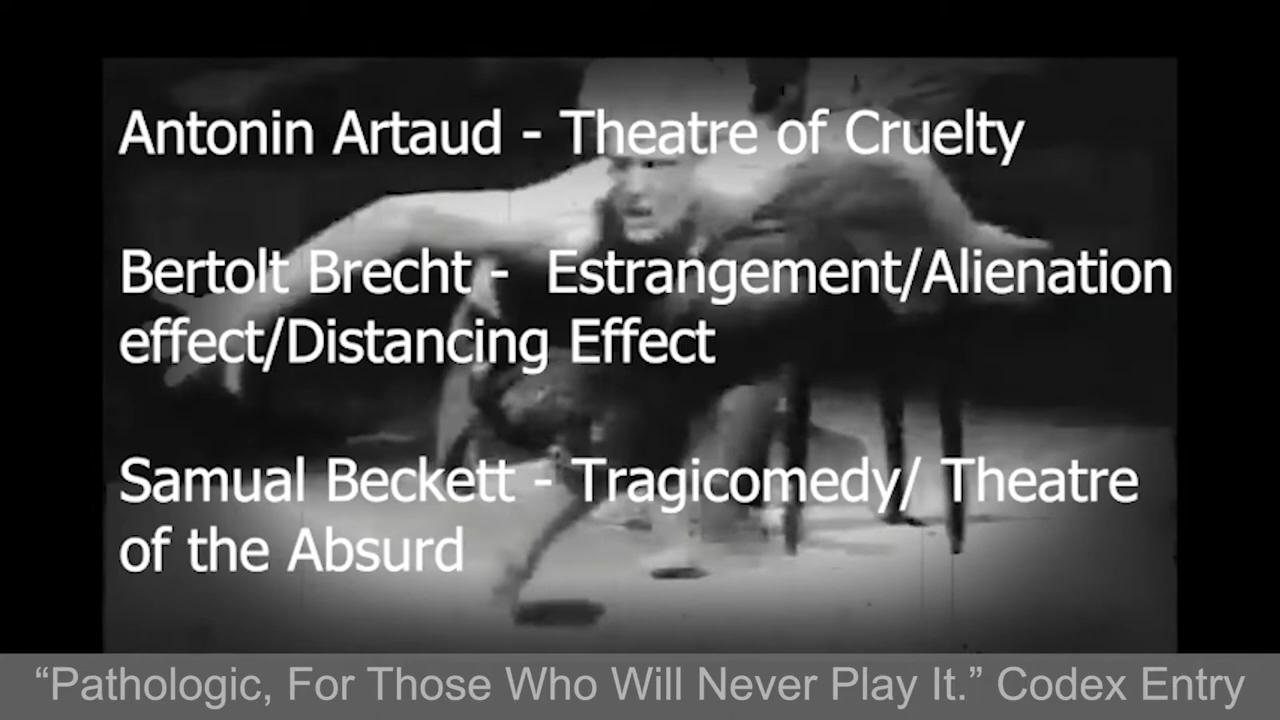 Antonin Artaud - Theatre of Cruelty
Bertolt Brecht - Estrangement/Alienation
effect/Distancing Effect
Samual Beckett - Tragicomedy/ Theatre
of the Absurd
“Pathologic, For Those Who Will Never Play It.” Codex Entry